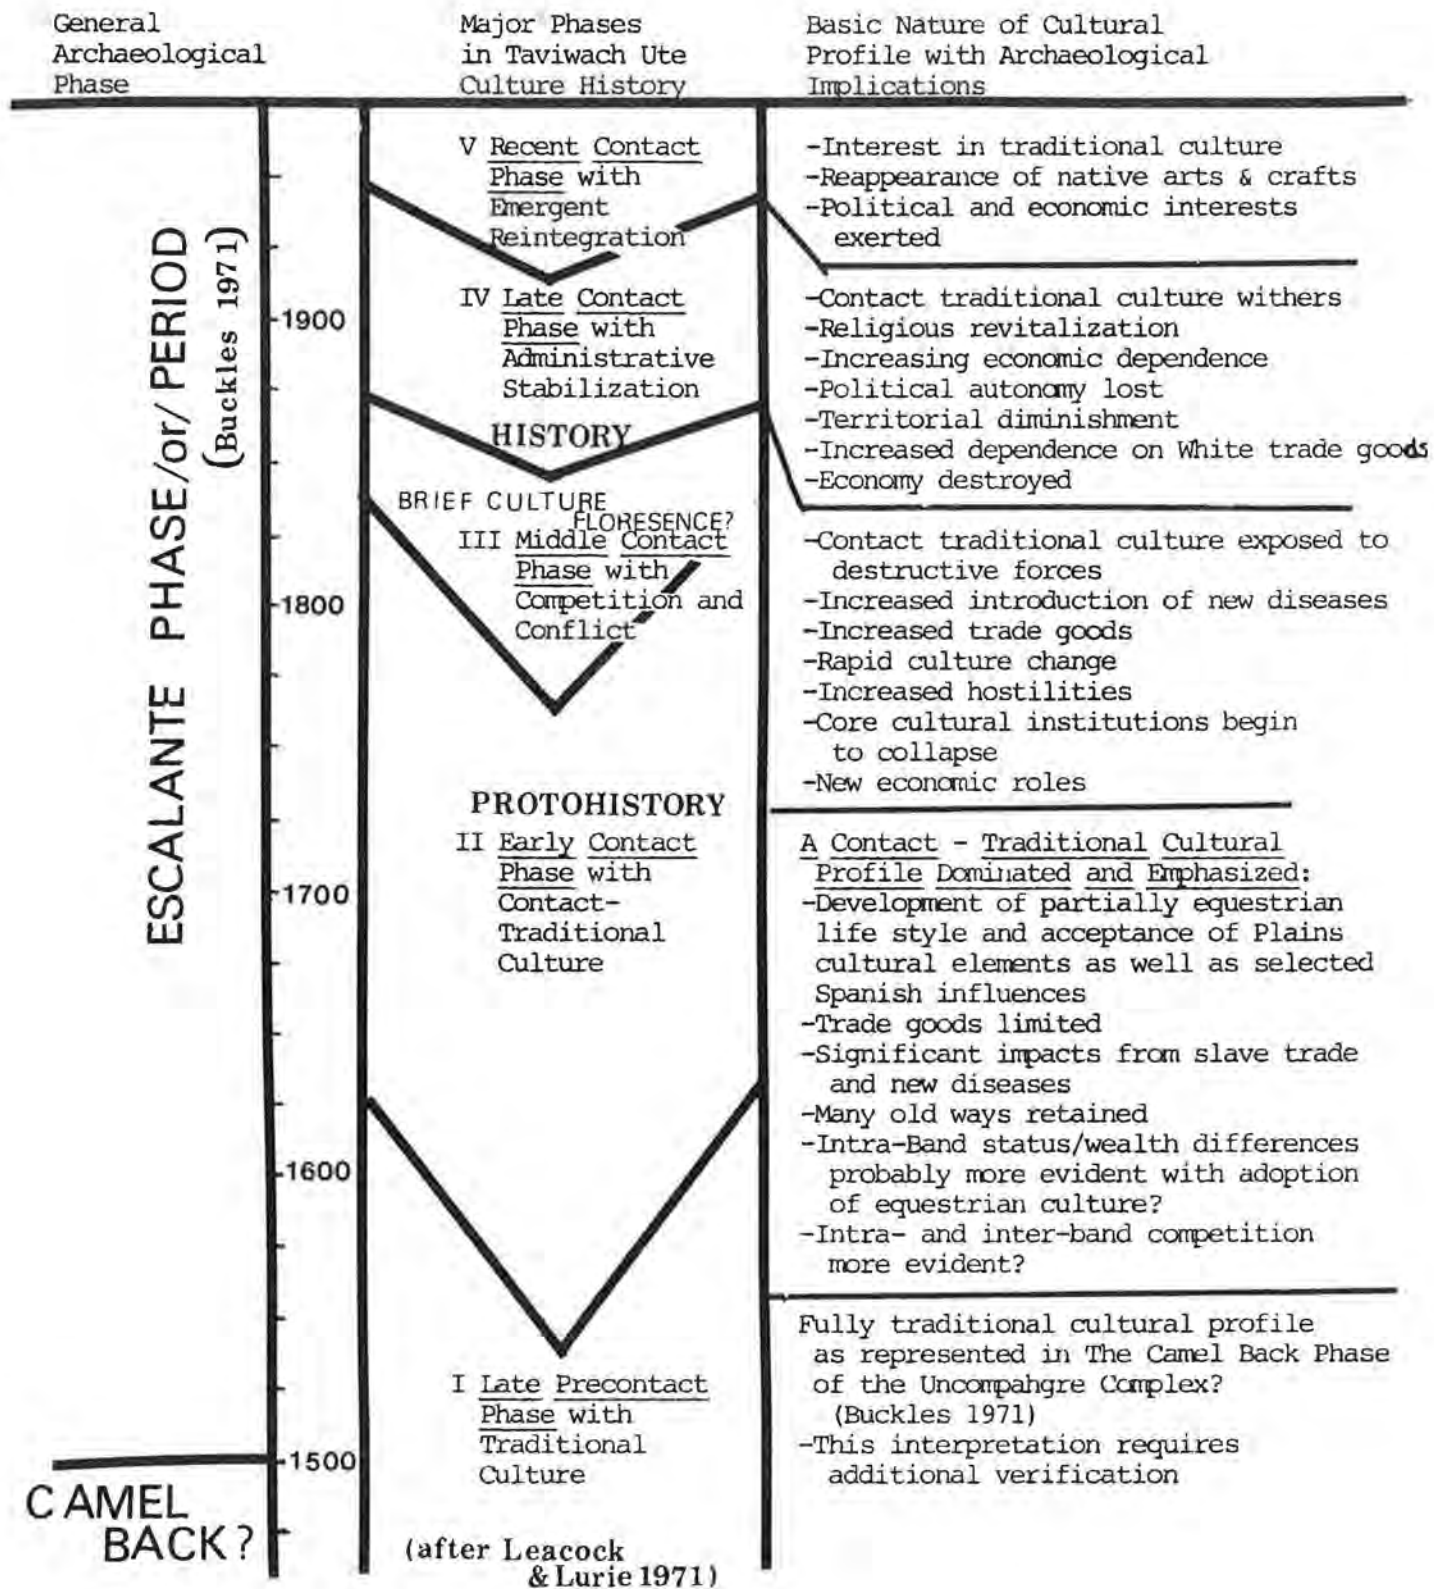 General
Archaeological
Phase
Major Phases
in Taviwach Ute
Culture History
Basic Nature of Cultural
Profile with Archaeological
Implications
ESCALANTE PHASE/or/PERIOD
(Buckles 1971)
CAMEL
BACK?
1900
1800
1700
1600
1500
V Recent Contact
Phase with
Emergent
Reintegration
IV Late Contact
Phase with
Administrative
Stabilization
HISTORY
BRIEF CULTURE
FLORESENCE?
III Middle Contact
Phase with
Competition and
Conflict
PROTOHISTORY
II Early Contact
Phase with
Contact-
Traditional
Culture
I Late Precontact
Phase with
Traditional
Culture
(after Leacock
& Lurie 1971)
-Interest in traditional culture
-Reappearance of native arts & crafts
-Political and economic interests
exerted
-Contact traditional culture withers
-Religious revitalization
-Increasing economic dependence
-Political autonomy lost
-Territorial diminishment
-Increased dependence on White trade goods
-Economy destroyed
-Contact traditional culture exposed to
destructive forces
-Increased introduction of new diseases
-Increased trade goods
-Rapid culture change
-Increased hostilities
-Core cultural institutions begin
to collapse
-New economic roles
A Contact - Traditional Cultural
Profile Dominated and Emphasized:
-Development of partially equestrian
life style and acceptance of Plains
cultural elements as well as selected
Spanish influences
-Trade goods limited
-Significant impacts from slave trade
and new diseases
-Many old ways retained
-Intra-Band status/wealth differences
probably more evident with adoption
of equestrian culture?
-Intra- and inter-band competition
more evident?
Fully traditional cultural profile
as represented in The Camel Back Phase
of the Uncompahgre Complex?
(Buckles 1971)
-This interpretation requires
additional verification